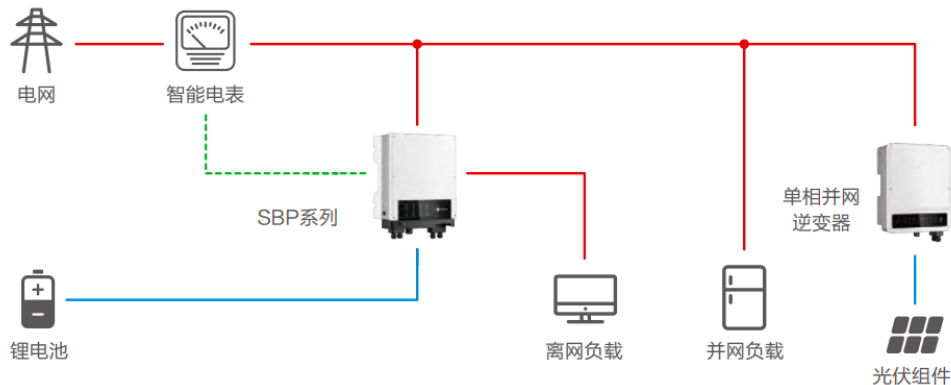 电网
智能电表
SBP系列
单相并网
逆变器
锂电池
离网负载
并网负载
光伏组件